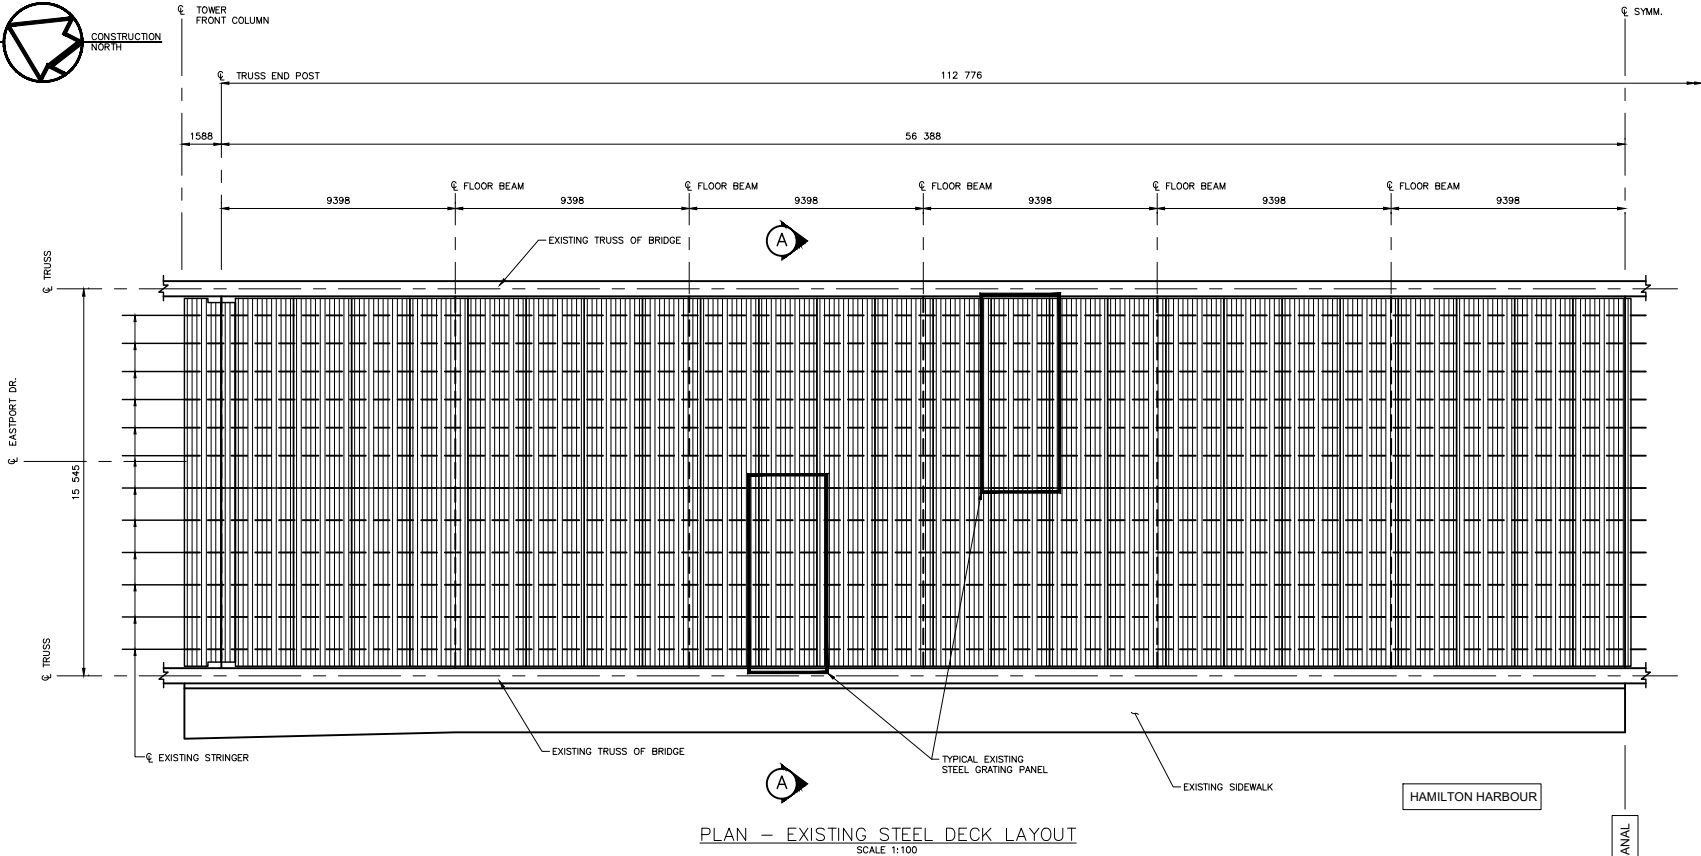 ℄ TOWER
FRONT COLUMN
℄ SYMM.
CONSTRUCTION
NORTH
℄ TRUSS END POST
112 776
1588
56 388
℄ FLOOR BEAM
℄ FLOOR BEAM
℄ FLOOR BEAM
℄ FLOOR BEAM
℄ FLOOR BEAM
9398
9398
9398
9398
9398
9398
EXISTING TRUSS OF BRIDGE
A
℄ TRUSS
℄ EASTPORT DR.
15 545
℄ TRUSS
℄ EXISTING STRINGER
EXISTING TRUSS OF BRIDGE
TYPICAL EXISTING
STEEL GRATING PANEL
A
EXISTING SIDEWALK
HAMILTON HARBOUR
ANAL
PLAN - EXISTING STEEL DECK LAYOUT
SCALE 1:100